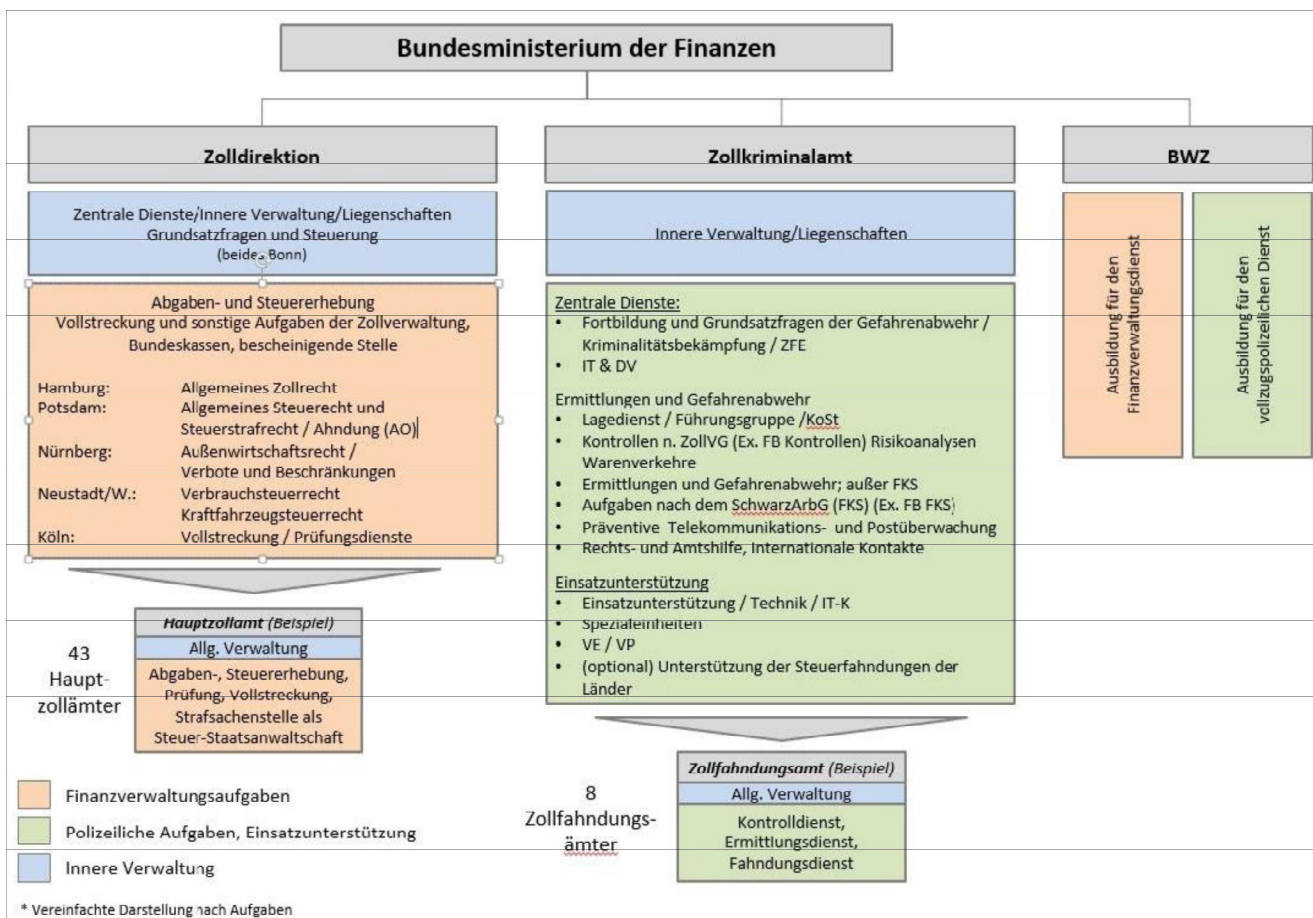 Bundesministerium der Finanzen
Zolldirektion
Zentrale Dienste/Innere Verwaltung/Liegenschaften
Grundsatzfragen und Steuerung
(beides Bonn)
Abgaben- und Steuererhebung
Vollstreckung und sonstige Aufgaben der Zollverwaltung,
Bundeskassen, bescheinigende Stelle
Hamburg: Allgemeines Zollrecht
Potsdam: Allgemeines Steuerecht und
Steuerstrafrecht / Ahndung (AO)
Nürnberg: Außenwirtschaftsrecht /
Verbote und Beschränkungen
Neustadt/W.: Verbrauchsteuerrecht
Kraftfahrzeugsteuerrecht
Köln: Vollstreckung / Prüfungsdienste
43
Haupt-
zollämter
Hauptzollamt (Beispiel)
Allg. Verwaltung
Abgaben-, Steuererhebung,
Prüfung, Vollstreckung,
Strafsachenstelle als
Steuer-Staatsanwaltschaft
Zollkriminalamt
Innere Verwaltung/Liegenschaften
Zentrale Dienste:
• Fortbildung und Grundsatzfragen der Gefahrenabwehr /
Kriminalitätsbekämpfung / ZFE
• IT & DV
Ermittlungen und Gefahrenabwehr
• Lagedienst / Führungsgruppe /KoSt
• Kontrollen n. ZollVG (Ex. FB Kontrollen) Risikoanalysen
Warenverkehre
• Ermittlungen und Gefahrenabwehr; außer FKS
• Aufgaben nach dem SchwarzArbG (FKS) (Ex. FB FKS)
• Präventive Telekommunikations- und Postüberwachung
• Rechts- und Amtshilfe, Internationale Kontakte
Einsatzunterstützung
• Einsatzunterstützung / Technik / IT-K
• Spezialeinheiten
• VE / VP
• (optional) Unterstützung der Steuerfahndungen der
Länder
8
Zollfahndungs-
ämter
Zollfahndungsamt (Beispiel)
Allg. Verwaltung
Kontrolldienst,
Ermittlungsdienst,
Fahndungsdienst
BWZ
Ausbildung für den
Finanzverwaltungsdienst
Ausbildung für den
vollzugspolizeilichen Dienst
Finanzverwaltungsaufgaben
Polizeiliche Aufgaben, Einsatzunterstützung
Innere Verwaltung
* Vereinfachte Darstellung nach Aufgaben